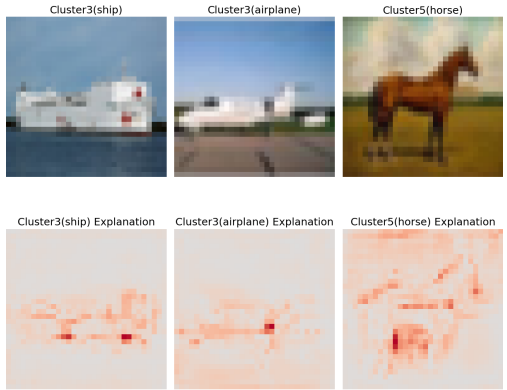 Cluster3(ship)
Cluster3(airplane)
Cluster5(horse)
Cluster3(ship) Explanation
Cluster3(airplane) Explanation
Cluster5(horse) Explanation